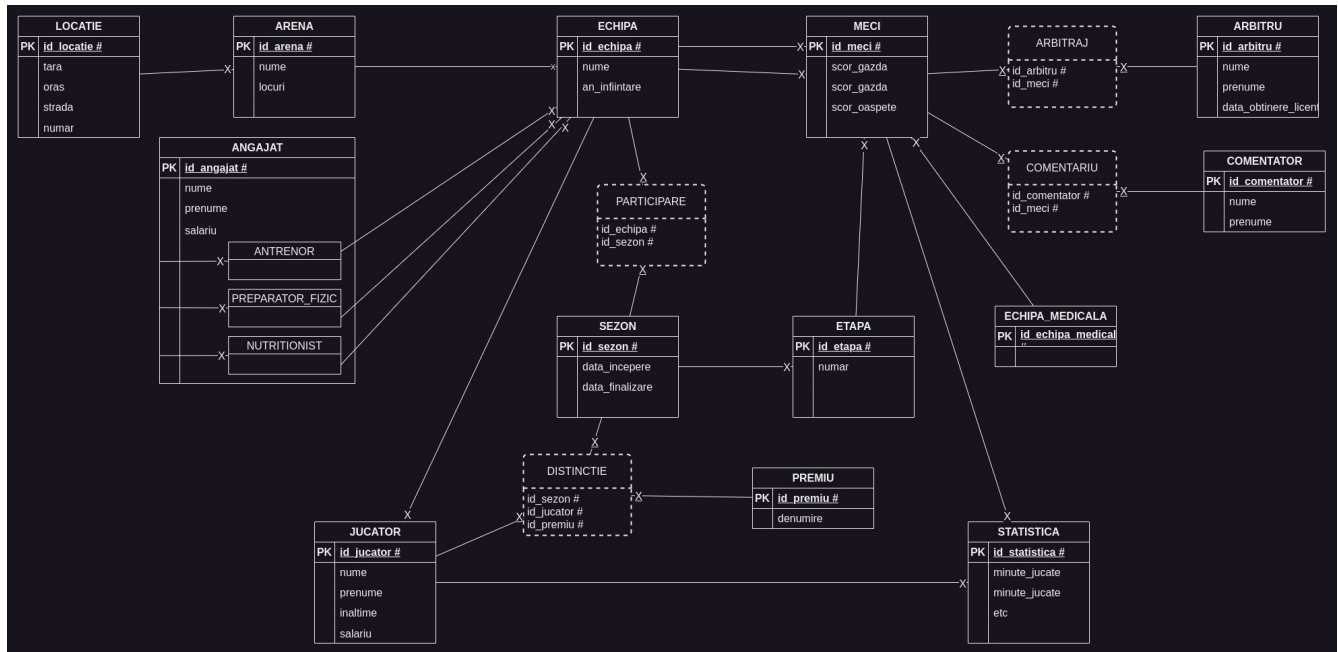 LOCATIE
PK id_locatie #
tara
oras
strada
numar
ARENA
PK id_arena #
nume
locuri
ECHIPA
PK id_echipa #
nume
an_infiintare
MECI
PK id_meci #
scor_gazda
scor_gazda
scor_oaspete
ARBITRAJ
id_arbitru #
id_meci #
ARBITRU
PK id_arbitru #
nume
prenume
data_obtinere_licent
ANGAJAT
PK id_angajat #
nume
prenume
salariu
ANTRENOR
PREPARATOR_FIZIC
NUTRITIONIST
PARTICIPARE
id_echipa #
id_sezon #
COMENTARIU
id_comentator #
id_meci #
COMENTATOR
PK id_comentator #
nume
prenume
SEZON
PK id_sezon #
data_incepere
data_finalizare
ETAPA
PK id_etapa #
numar
ECHIPA_MEDICALA
PK id_echipa_medical
DISTINCTIE
id_sezon #
id_jucator #
id_premiu #
PREMIU
PK id_premiu #
denumire
JUCATOR
PK id_jucator #
nume
prenume
inaltime
salariu
STATISTICA
PK id_statistica #
minute_jucate
minute_jucate
etc